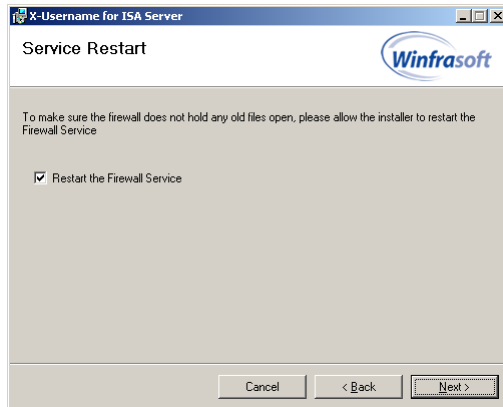 X-Username for ISA Server
Service Restart
Winfrasoft
To make sure the firewall does not hold any old files open, please allow the installer to restart the
Firewall Service
Restart the Firewall Service
Cancel
< Back
Next >